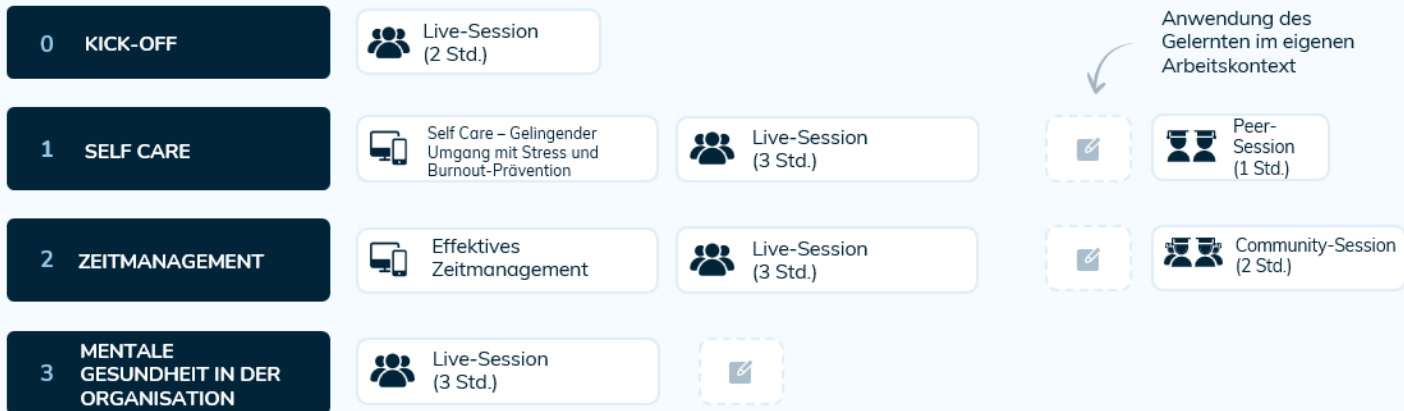 0 KICK-OFF
Live-Session
(2 Std.)
Anwendung des
Gelernten im eigenen
Arbeitskontext
1 SELF CARE
Self Care – Gelingender
Umgang mit Stress und
Burnout-Prävention
Live-Session
(3 Std.)
Peer-
Session
(1 Std.)
2 ZEITMANAGEMENT
Effektives
Zeitmanagement
Live-Session
(3 Std.)
Community-Session
(2 Std.)
3 MENTALE
GESUNDHEIT IN DER
ORGANISATION
Live-Session
(3 Std.)